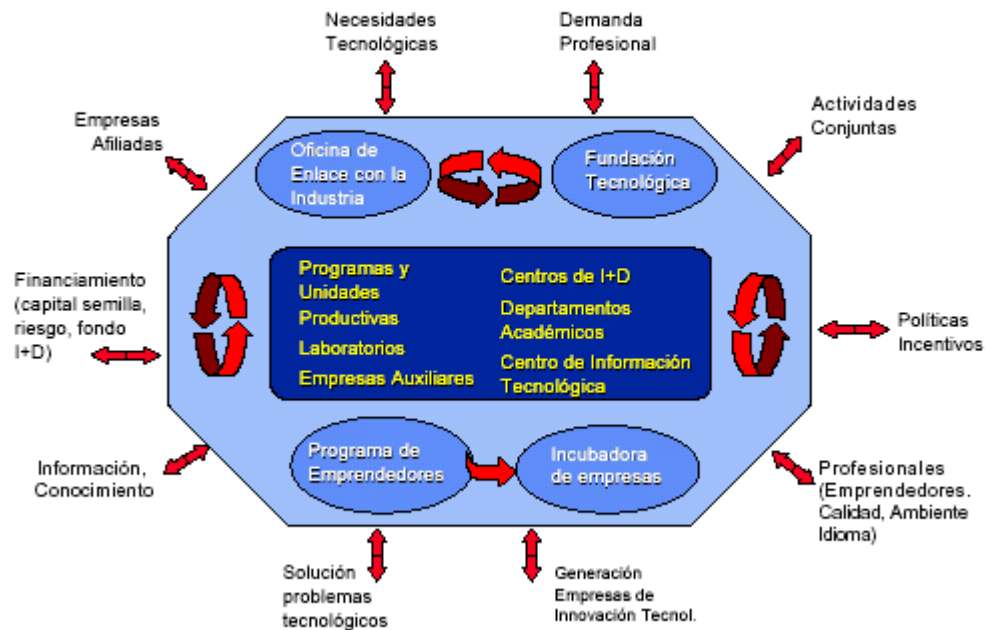 Necesidades
Tecnológicas
Demanda
Profesional
Empresas
Afiliadas
Actividades
Conjuntas
Oficina de
Enlace con la
Industria
Fundación
Tecnológica
Financiamiento
(capital semilla,
riesgo, fondo
I+D)
Programas y
Unidades
Productivas
Laboratorios
Empresas Auxiliares
Centros de I+D
Departamentos
Académicos
Centro de Información
Tecnológica
Políticas
Incentivos
Información,
Conocimiento
Programa de
Emprendedores
Incubadora
de empresas
Profesionales
(Emprendedores.
Calidad, Ambiente
Idioma)
Solución
problemas
tecnológicos
Generación
Empresas de
Innovación Tecnol.